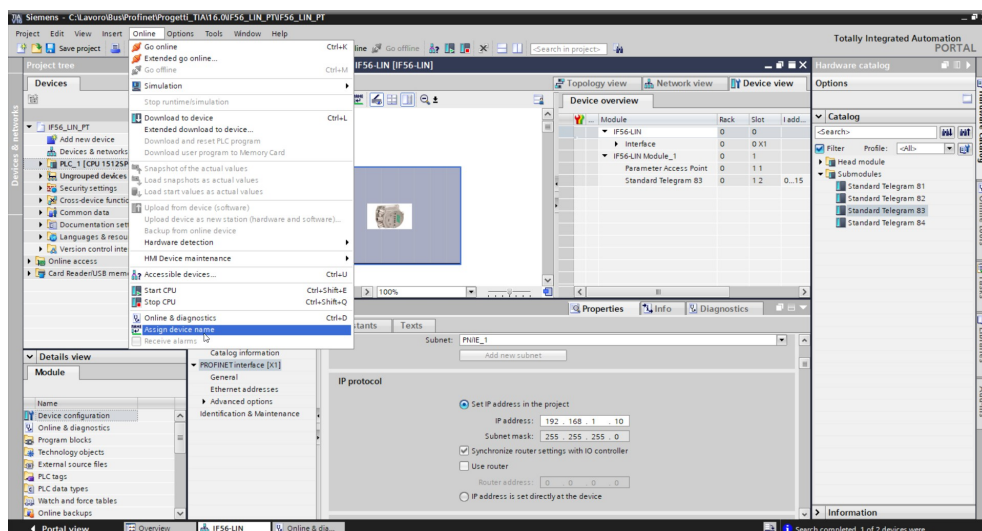 Siemens - C:\Lavoro\Bus\Profinet\Progetti_TIA\16.0\IF56_LIN_PT\IF56_LIN_PT
Project Edit View Insert Online Options Tools Window Help
Totally Integrated Automation
PORTAL
Save project
Go offline
<Search in project>
Go online Ctrl+K
Extended go online...
Go offline Ctrl+M
Simulation
Stop runtime/simulation
Download to device Ctrl+L
Extended download to device...
Download and reset PLC program
Download user program to Memory Card
Snapshot of the actual values
Load snapshots as actual values
Load start values as actual values
Upload from device (software)
Upload device as new station (hardware and software)...
Backup from online device
Hardware detection
HMI Device maintenance
Accessible devices... Ctrl+U
Start CPU Ctrl+Shift+E
Stop CPU Ctrl+Shift+Q
Online & diagnostics Ctrl+D
Assign device name
Receive alarms
Project tree
Devices
Devices & networks
IF56_LIN_PT
Add new device
Devices & Networks
PLC_1 [CPU 1512SP
Ungrouped devices
Security settings
Cross-device functio
Common data
Documentation sett
Languages & resou
Version control inte
Online access
Card Reader/USB mem
Details view
Module
Name
Device configuration
Online & diagnostics
Program blocks
Technology objects
External source files
PLC tags
PLC data types
Watch and force tables
Online backups
IF56-LIN [IF56-LIN]
Topology view Network view Device view
Device overview
... Module Rack Slot I add...
IF56-LIN 0 0
Interface 0 0 X1
IF56-LIN Module_1 0 1
Parameter Access Point 0 1 1
Standard Telegram 83 0 1 2 0...15
100%
Properties Info Diagnostics
Texts
Catalog information
PROFINET interface [X1]
General
Ethernet addresses
Advanced options
Identification & Maintenance
Subnet: PN/IE_1
Add new subnet
IP protocol
Set IP address in the project
IP address: 192 . 168 . 1 . 10
Subnet mask: 255 . 255 . 255 . 0
Synchronize router settings with IO controller
Use router
Router address: 0 . 0 . 0 . 0
IP address is set directly at the device
Hardware catalog
Options
Catalog
<Search>
Filter Profile: <All>
Head module
Submodules
Standard Telegram 81
Standard Telegram 82
Standard Telegram 83
Standard Telegram 84
Information
Portal view Overview IF56-LIN Online & dia...
Search completed. 1 of 2 devices were